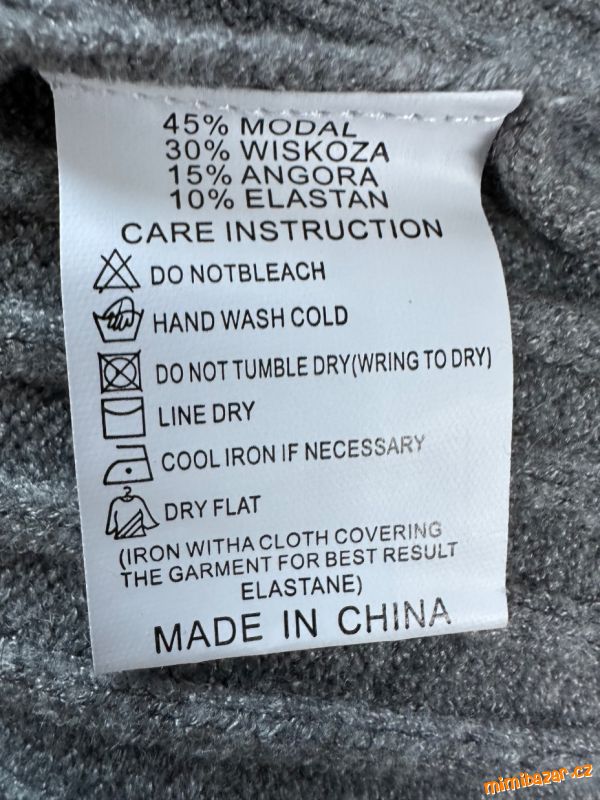 45% MODAL
30% WISKOZA
15% ANGORA
10% ELASTAN
CARE INSTRUCTION
DO NOTBLEACH
HAND WASH COLD
DO NOT TUMBLE DRY(WRING TO DRY)
LINE DRY
COOL IRON IF NECESSARY
DRY FLAT
(IRON WITHA CLOTH COVERING
THE GARMENT FOR BEST RESULT
ELASTANE)
MADE IN CHINA
mimibazar.cz